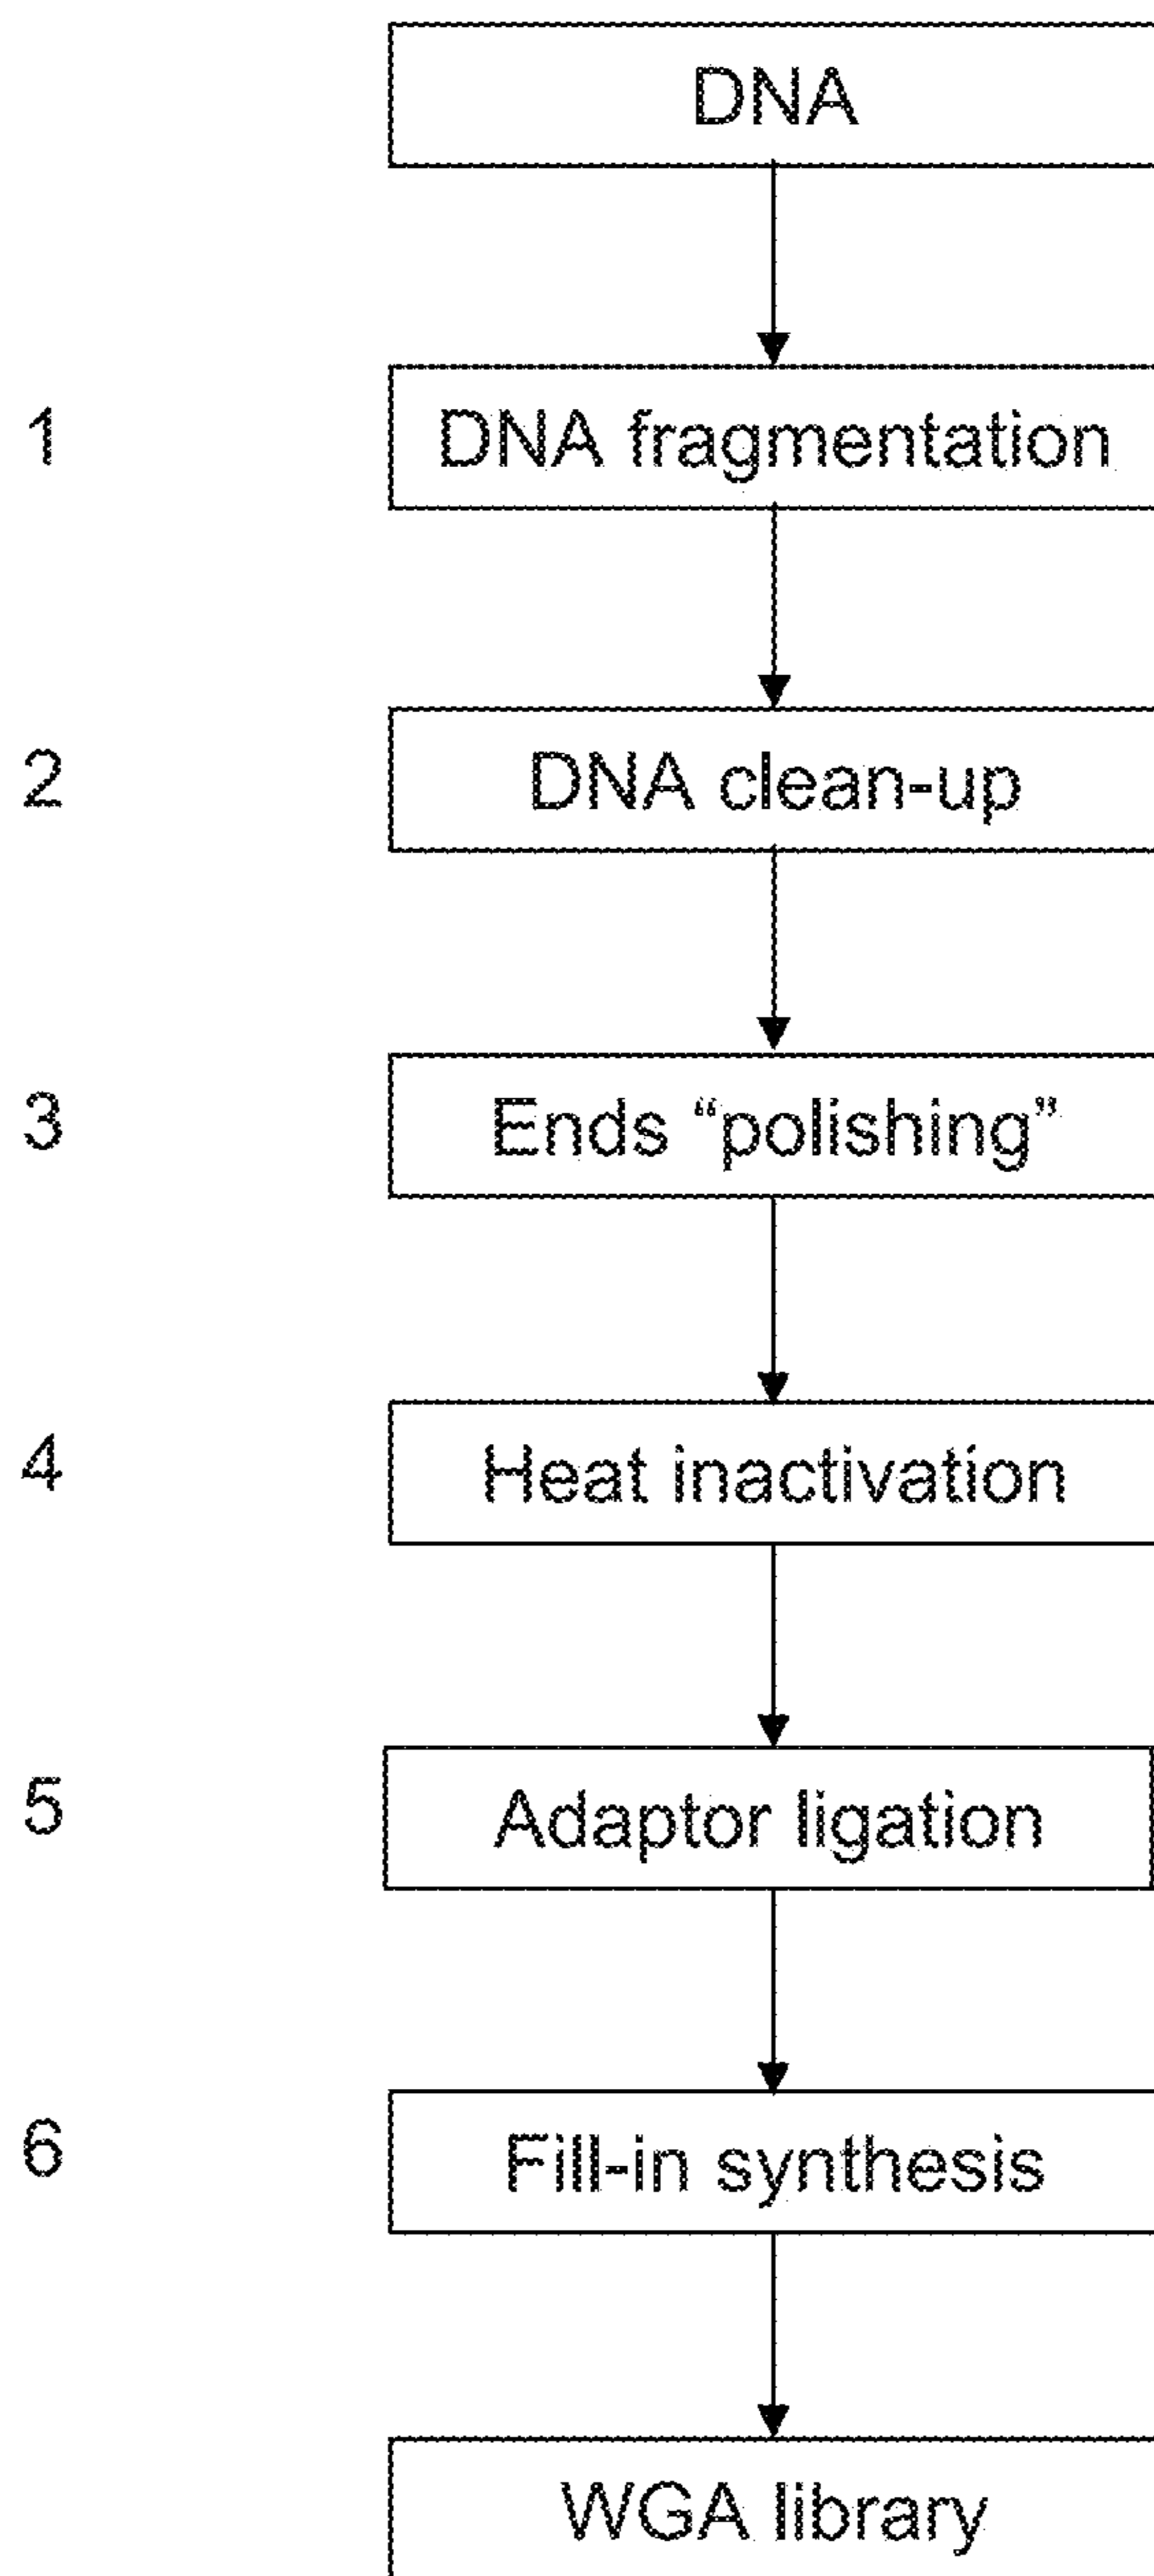 DNA
1 DNA fragmentation
2 DNA clean-up
3 Ends “polishing”
4 Heat inactivation
5 Adaptor ligation
6 Fill-in synthesis
WGA library